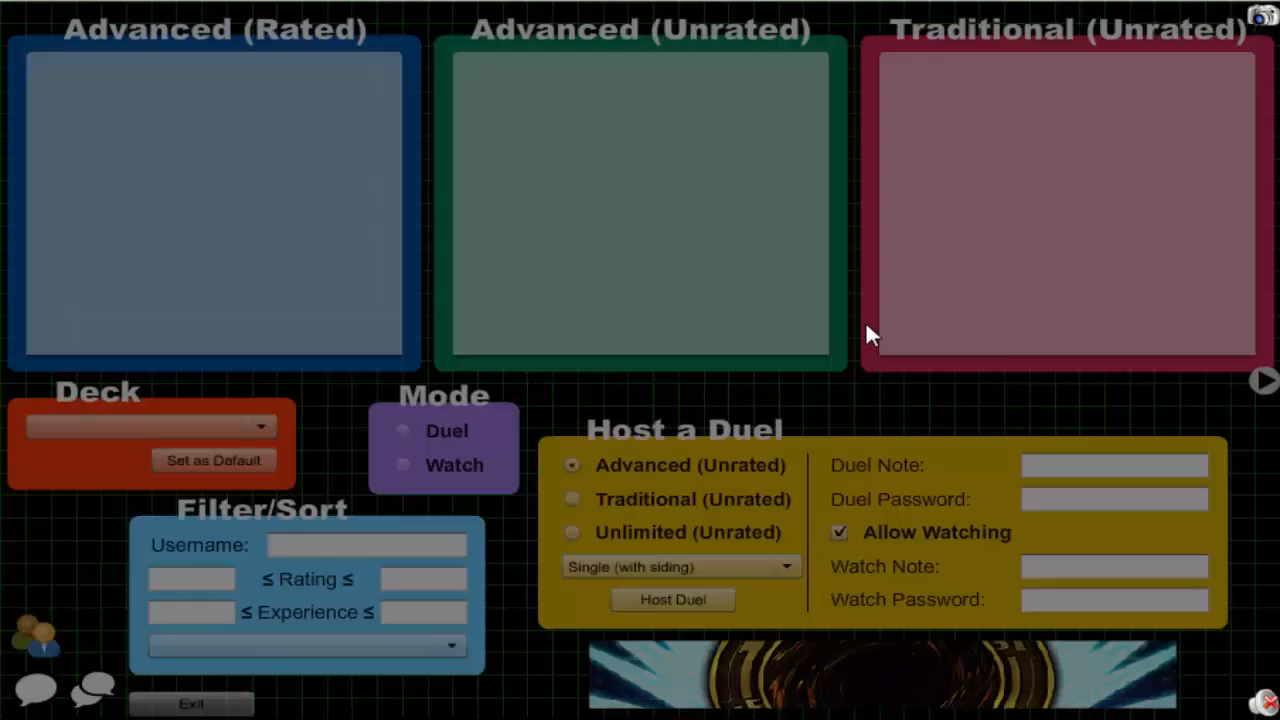 Advanced (Rated)
Advanced (Unrated)
Traditional (Unrated)
Deck
Set as Default
Mode
Duel
Watch
Filter/Sort
Username:
≤ Rating ≤
≤ Experience ≤
Exit
Host a Duel
Advanced (Unrated)
Traditional (Unrated)
Unlimited (Unrated)
Single (with siding)
Host Duel
Duel Note:
Duel Password:
Allow Watching
Watch Note:
Watch Password: